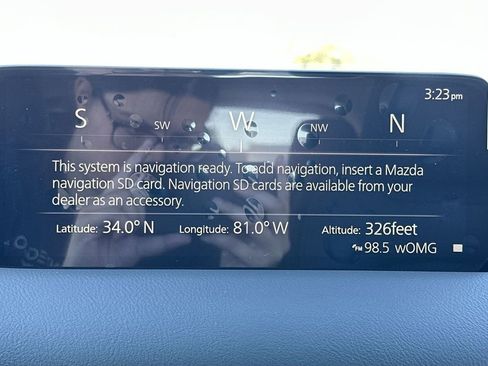 3:23pm
S SW W NW N
This system is navigation ready. To add navigation, insert a Mazda
navigation SD card. Navigation SD cards are available from your
dealer as an accessory.
Latitude: 34.0° N Longitude: 81.0° W Altitude: 326feet
FM 98.5 wOMG